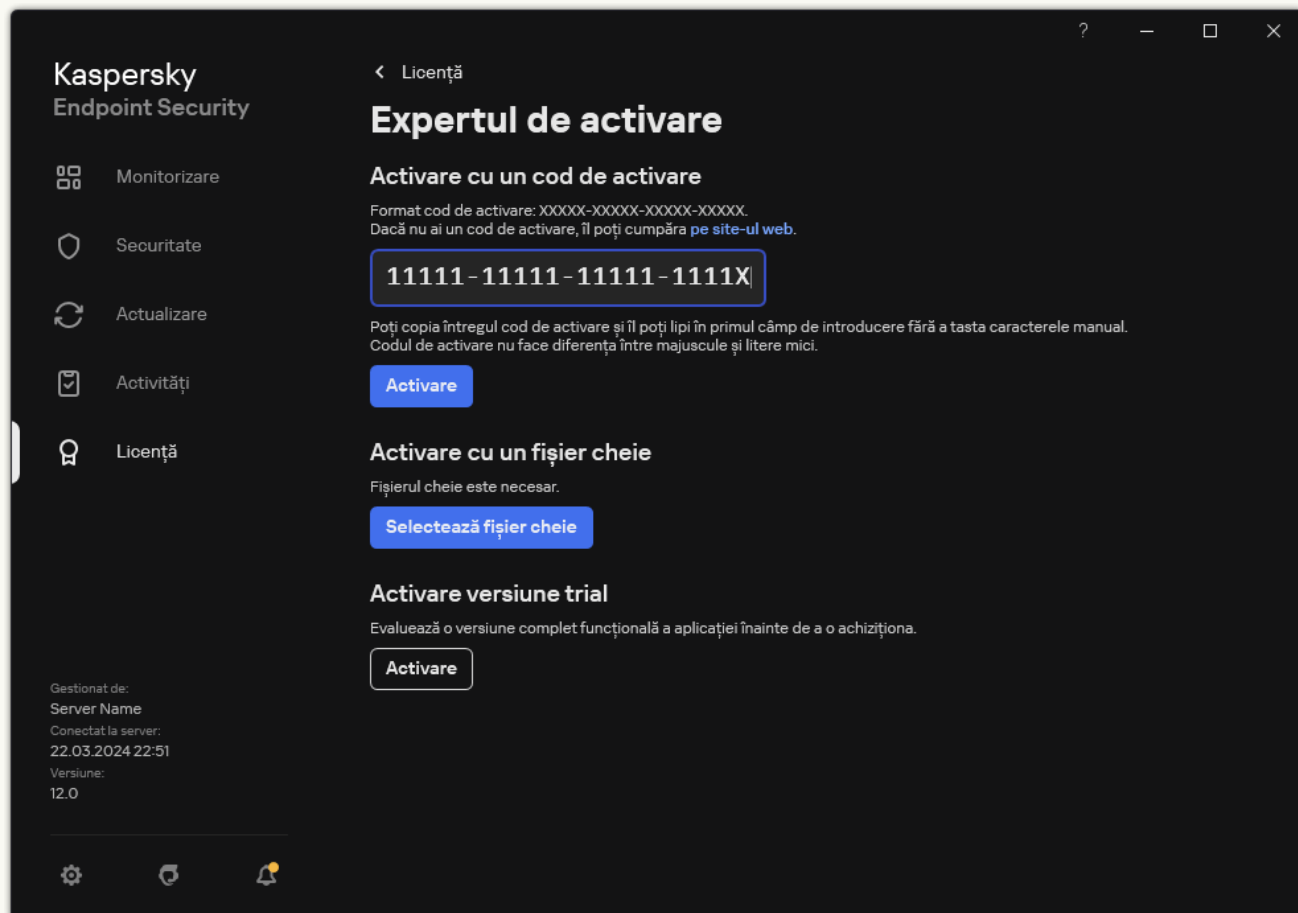 Kaspersky
Endpoint Security
Monitorizare
Securitate
Actualizare
Activități
Licență
Gestionat de:
Server Name
Conectat la server:
22.03.2024 22:51
Versiune:
12.0
?
Licență
Expertul de activare
Activare cu un cod de activare
Format cod de activare: XXXXX-XXXXX-XXXXX-XXXXX.
Dacă nu ai un cod de activare, îl poți cumpăra pe site-ul web.
11111-11111-11111-1111X
Poți copia întregul cod de activare și îl poți lipi în primul câmp de introducere fără a tasta caracterele manual.
Codul de activare nu face diferența între majuscule și litere mici.
Activare
Activare cu un fișier cheie
Fișierul cheie este necesar.
Selectează fișier cheie
Activare versiune trial
Evaluează o versiune complet funcțională a aplicației înainte de a o achiziționa.
Activare